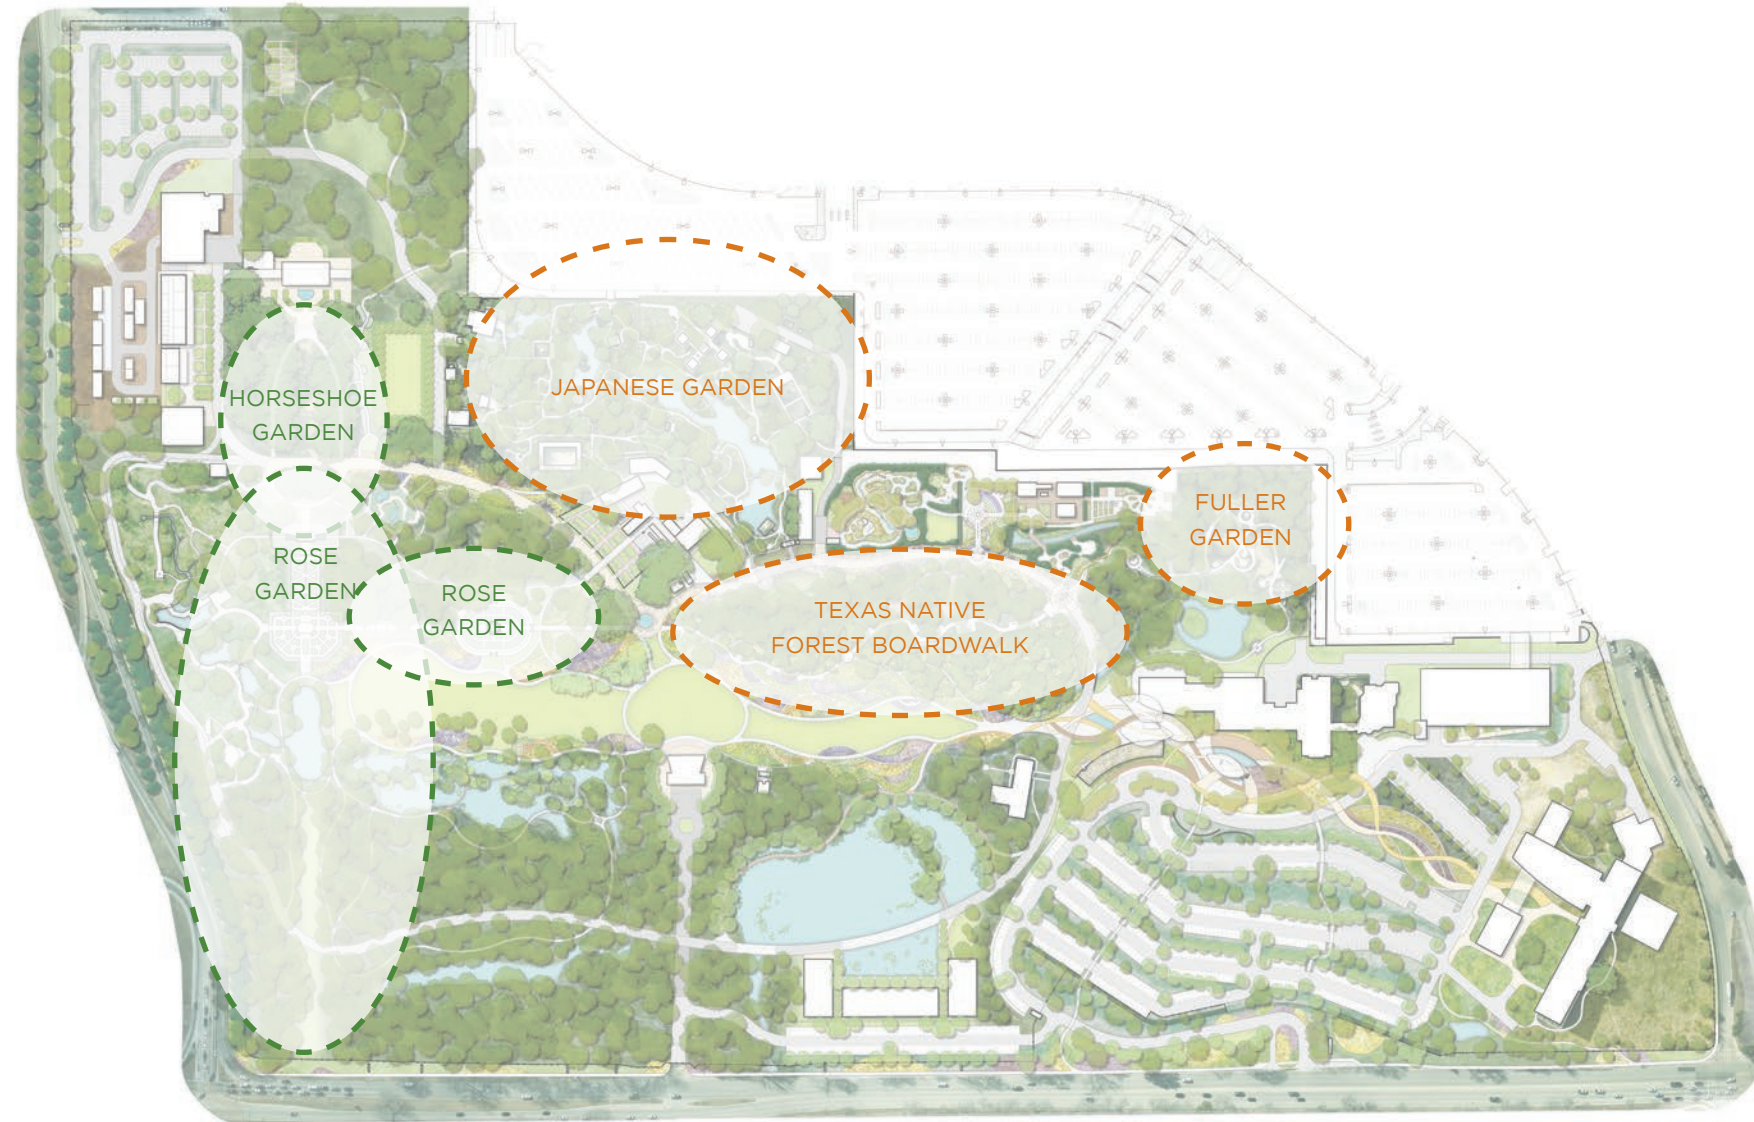 JAPANESE GARDEN
HORSESHOE
GARDEN
FULLER
GARDEN
ROSE
GARDEN
ROSE
GARDEN
TEXAS NATIVE
FOREST BOARDWALK